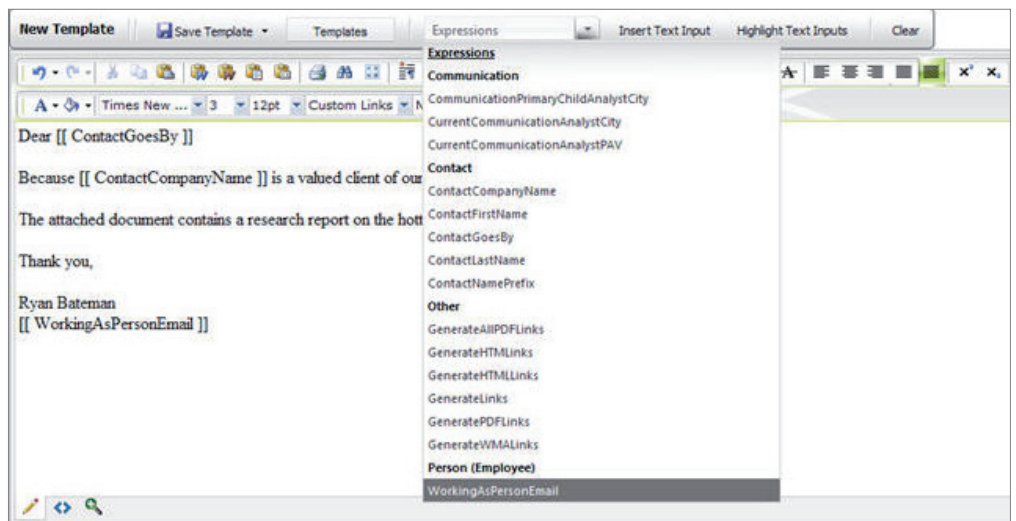 New Template Save Template Templates Expressions Insert Text Input Highlight Text Inputs Clear
Expressions
Communication
A Times New ... 3 12pt Custom Links
CommunicationPrimaryChildAnalystCity
CurrentCommunicationAnalystCity
Dear [[ ContactGoesBy ]]
CurrentCommunicationAnalystPAV
Contact
Because [[ ContactCompanyName ]] is a valued client of our
ContactCompanyName
The attached document contains a research report on the hott
ContactFirstName
ContactGoesBy
Thank you,
ContactLastName
ContactNamePrefix
Ryan Bateman
Other
[[ WorkingAsPersonEmail ]]
GenerateAllPDFLinks
GenerateHTMLinks
GenerateHTMLLinks
GenerateLinks
GeneratePDFLinks
GenerateWMALinks
Person (Employee)
WorkingAsPersonEmail